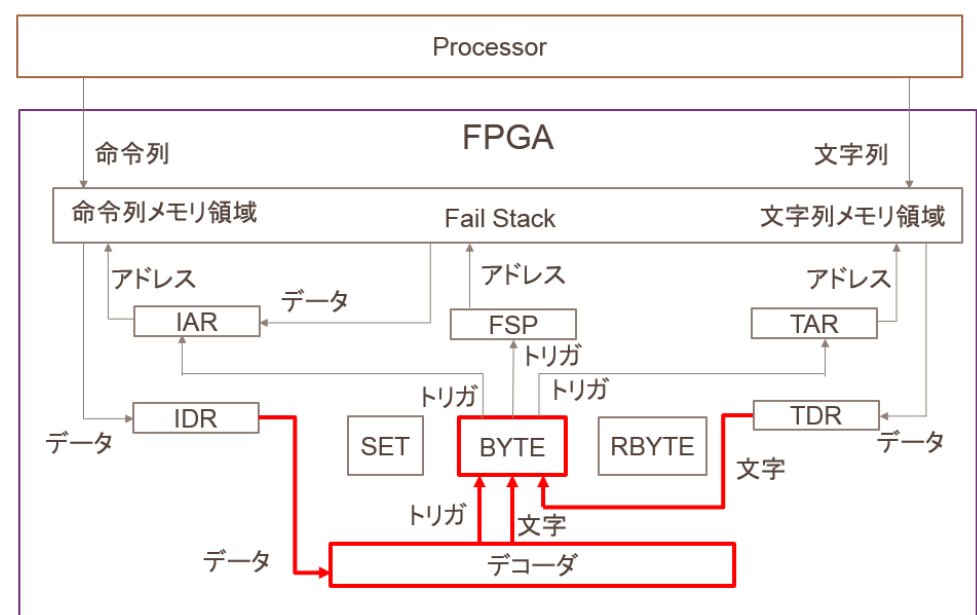 Processor
FPGA
命令列
文字列
命令列メモリ領域
Fail Stack
文字列メモリ領域
アドレス
データ
アドレス
アドレス
IAR
FSP
TAR
トリガ
トリガ
トリガ
IDR
TDR
データ
SET
BYTE
RBYTE
データ
文字
トリガ
文字
データ
デコーダ